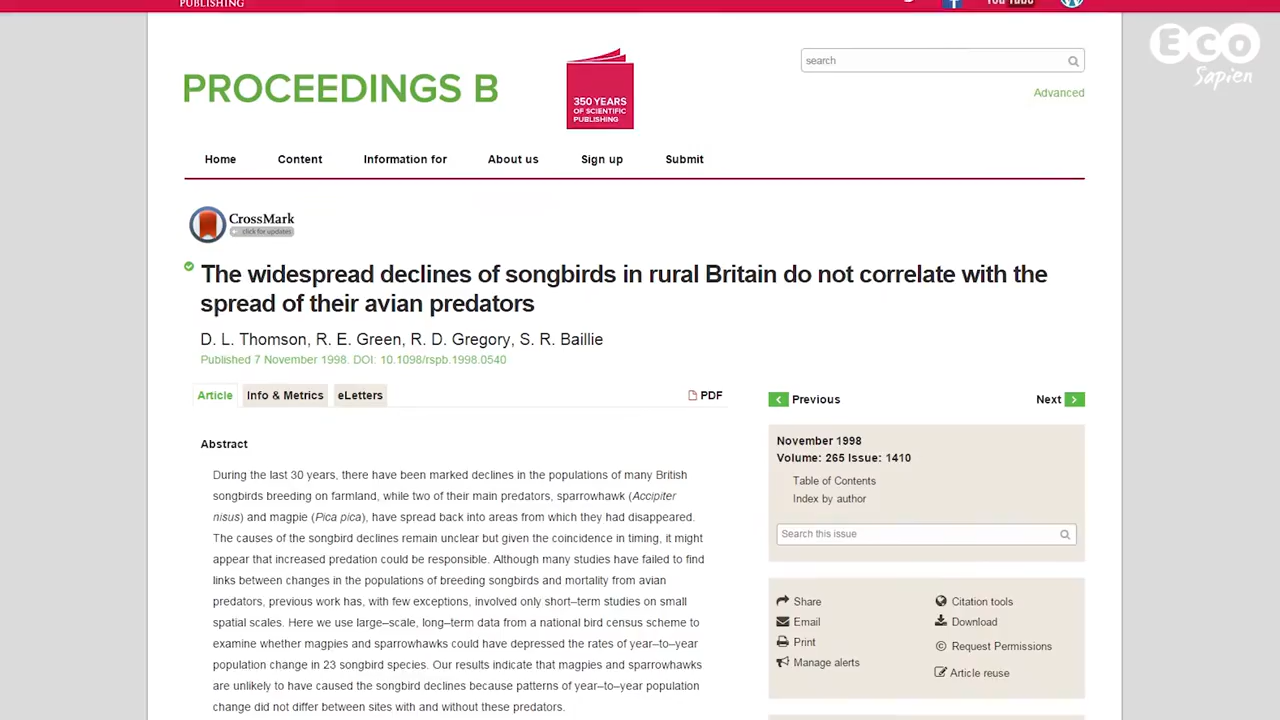 PUBLISHING
You Tube
ECO
Sapien
PROCEEDINGS B
350 YEARS
OF SCIENTIFIC
PUBLISHING
search
Advanced
Home Content Information for About us Sign up Submit
CrossMark
click for updates
The widespread declines of songbirds in rural Britain do not correlate with the
spread of their avian predators
D. L. Thomson, R. E. Green, R. D. Gregory, S. R. Baillie
Published 7 November 1998. DOI: 10.1098/rspb.1998.0540
Article Info & Metrics eLetters PDF
Abstract
During the last 30 years, there have been marked declines in the populations of many British
songbirds breeding on farmland, while two of their main predators, sparrowhawk (Accipiter
nisus) and magpie (Pica pica), have spread back into areas from which they had disappeared.
The causes of the songbird declines remain unclear but given the coincidence in timing, it might
appear that increased predation could be responsible. Although many studies have failed to find
links between changes in the populations of breeding songbirds and mortality from avian
predators, previous work has, with few exceptions, involved only short–term studies on small
spatial scales. Here we use large–scale, long–term data from a national bird census scheme to
examine whether magpies and sparrowhawks could have depressed the rates of year–to–year
population change in 23 songbird species. Our results indicate that magpies and sparrowhawks
are unlikely to have caused the songbird declines because patterns of year–to–year population
change did not differ between sites with and without these predators.
Previous Next
November 1998
Volume: 265 Issue: 1410
Table of Contents
Index by author
Search this issue
Share
Email
Print
Manage alerts
Citation tools
Download
Request Permissions
Article reuse